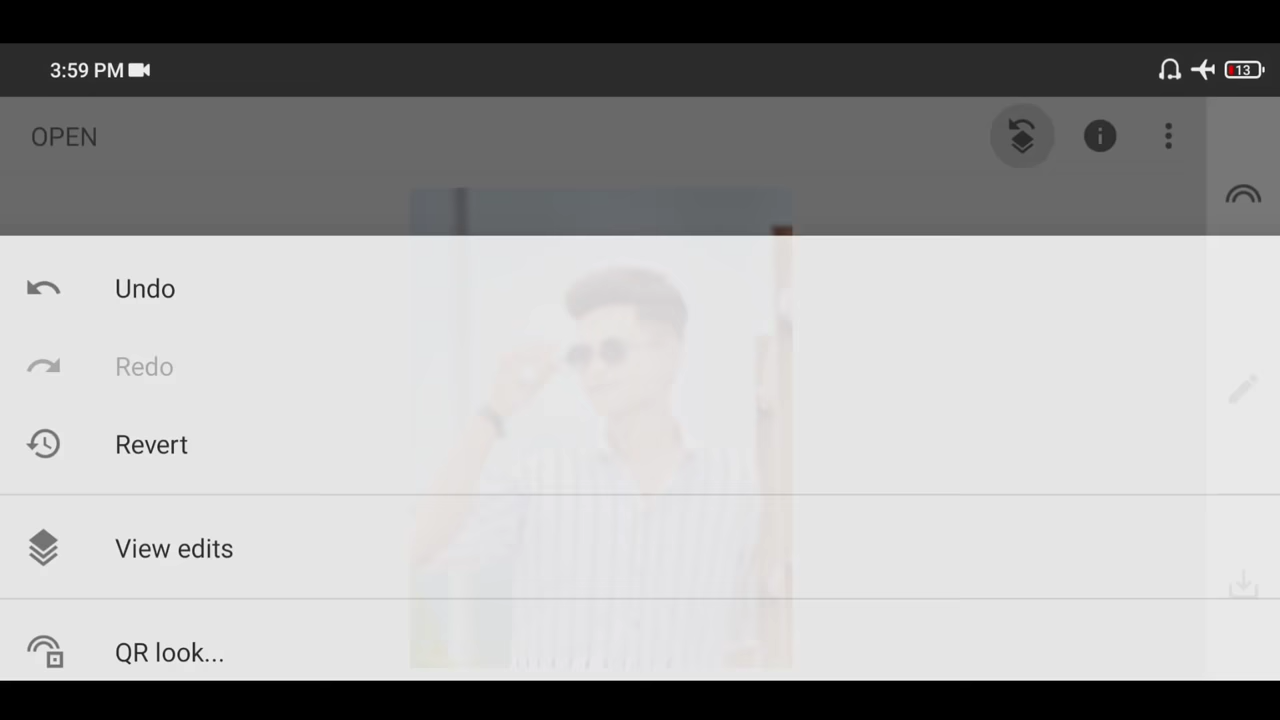 3:59 PM
13
OPEN
Undo
Redo
Revert
View edits
QR look...